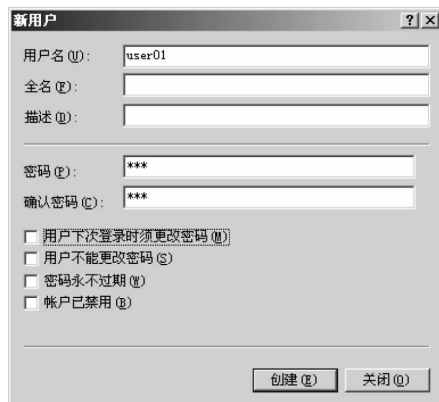 新用户
用户名(U): user01
全名(F):
描述(D):
密码(P): ***
确认密码(C): ***
用户下次登录时须更改密码(M)
用户不能更改密码(S)
密码永不过期(W)
帐户已禁用(B)
创建(E) 关闭(O)